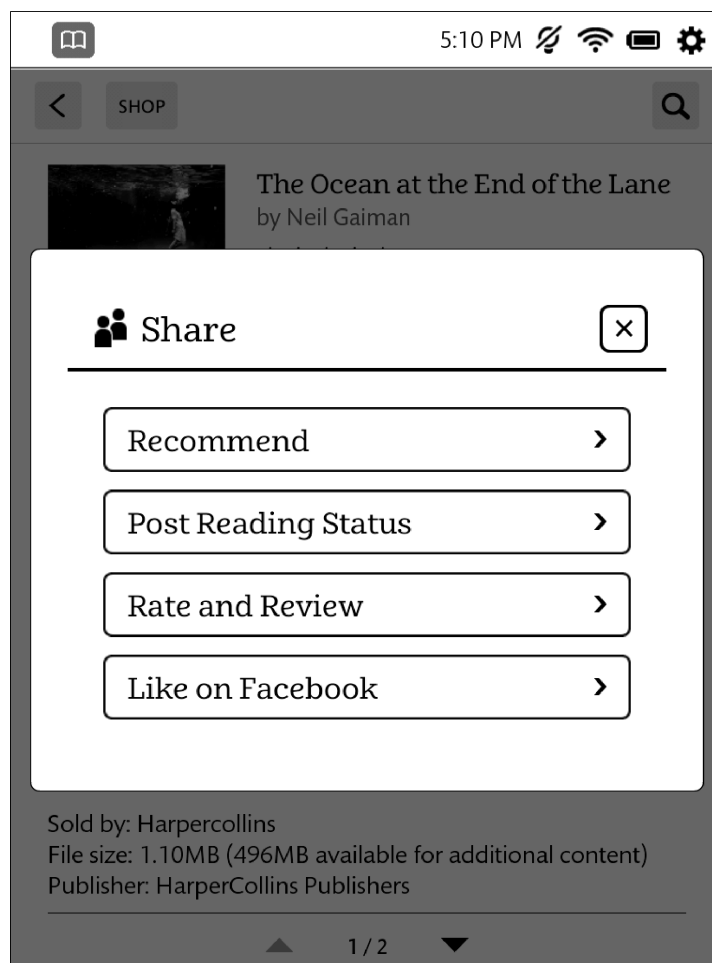 5:10 PM
SHOP
The Ocean at the End of the Lane
by Neil Gaiman
Share
Recommend
Post Reading Status
Rate and Review
Like on Facebook
Sold by: Harpercollins
File size: 1.10MB (496MB available for additional content)
Publisher: HarperCollins Publishers
1 / 2